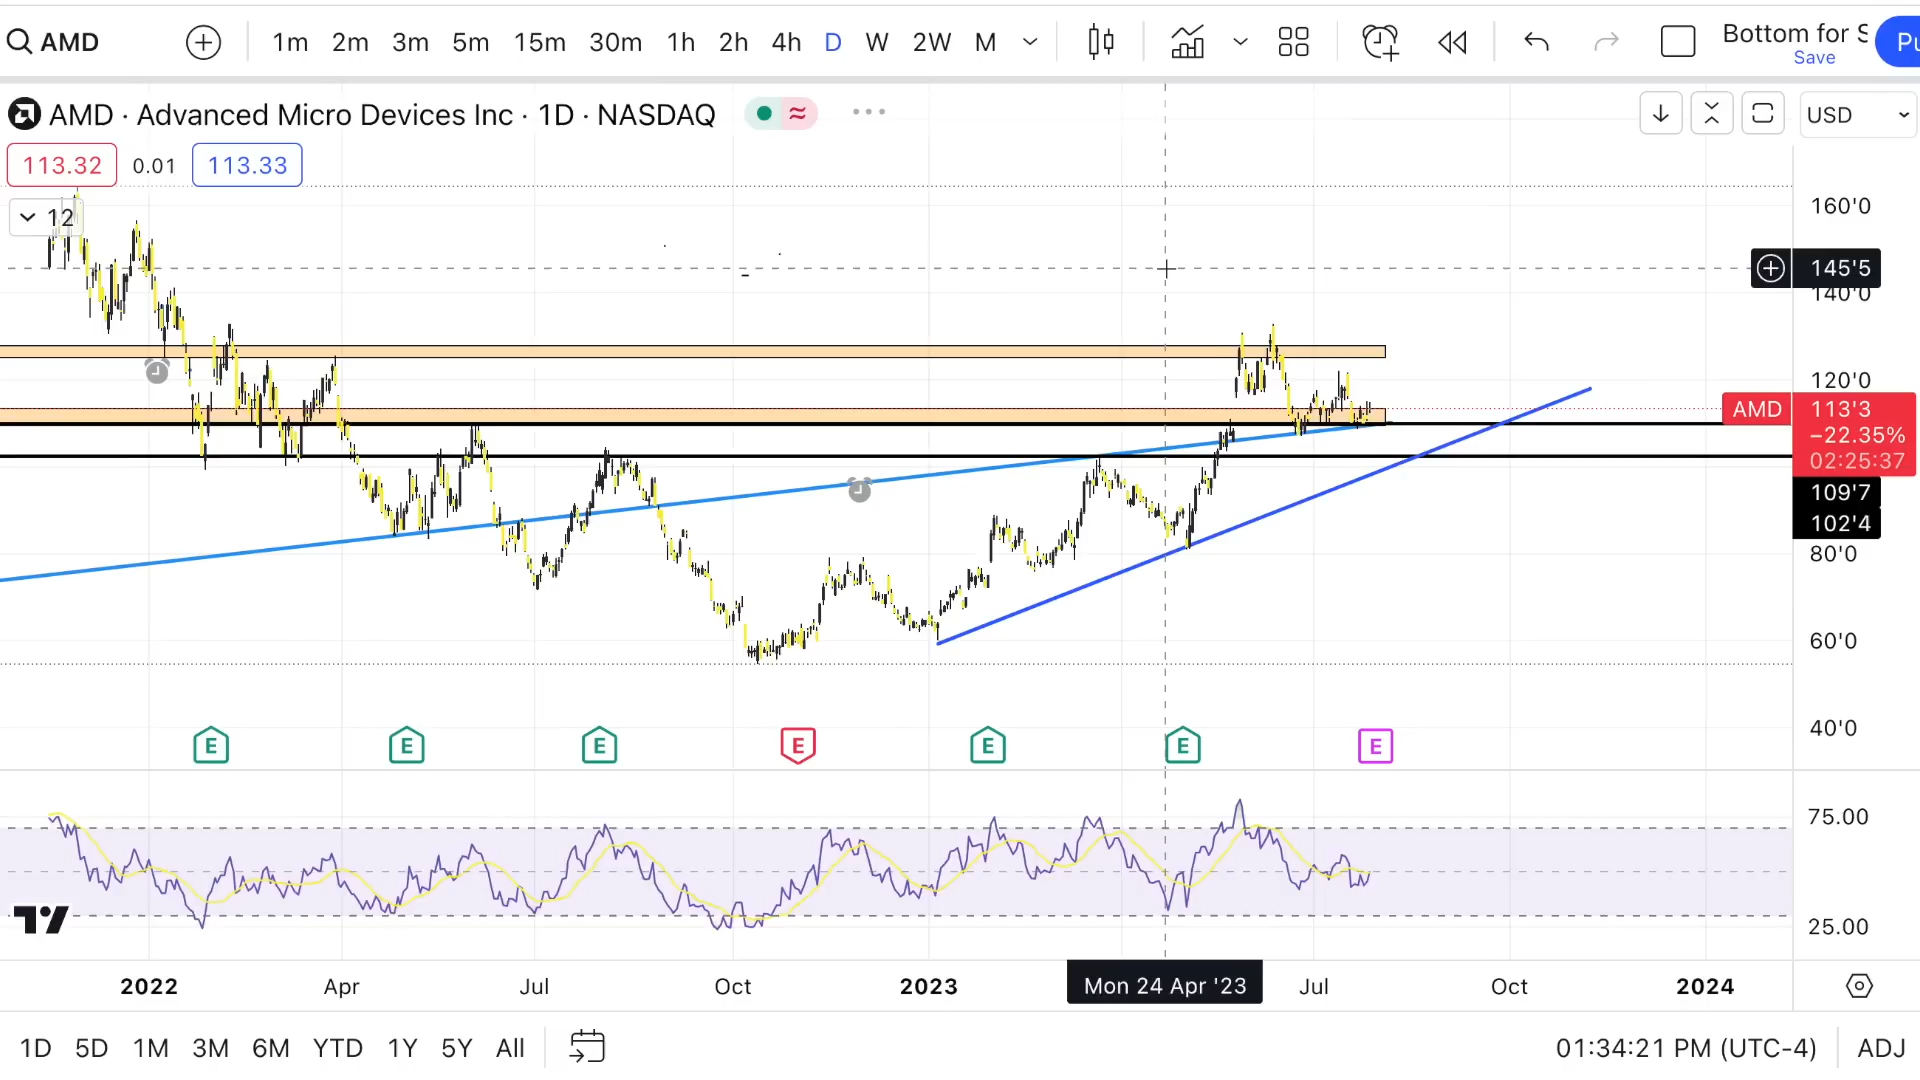 AMD 1m 2m 3m 5m 15m 30m 1h 2h 4h D W 2W M Bottom for S
Save
Pu
AMD · Advanced Micro Devices Inc · 1D · NASDAQ
USD
113.32 0.01 113.33
12
160'0
145'5
140'0
120'0
AMD 113'3
−22.35%
02:25:37
109'7
102'4
80'0
60'0
40'0
E E E E E E E
75.00
25.00
2022 Apr Jul Oct 2023 Mon 24 Apr '23 Jul Oct 2024
1D 5D 1M 3M 6M YTD 1Y 5Y All 01:34:21 PM (UTC-4) ADJ